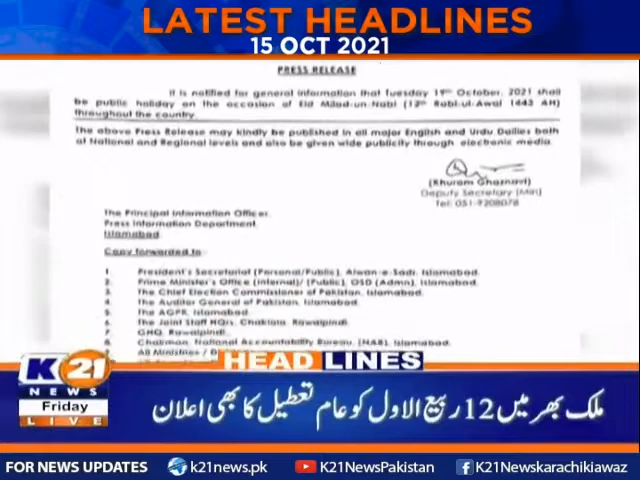 LATEST HEADLINES
15 OCT 2021
PRESS RELEASE
It is notified for general information that Tuesday 19th October, 2021 shall
be public holiday on the occasion of Eid Milad-un-Nabi (12th Rabi-ul-Awal 1443 AH)
throughout the country.
The above Press Release may kindly be published in all major English and Urdu Dailies both
at National and Regional levels and also be given wide publicity through electronic media.
(Khuram Ghaznavi)
Deputy Secretary (Min)
Tel: 051-9208078
The Principal Information Officer
Press Information Department
Islamabad
Copy forwarded to
1. President's Secretariat (Personal/Public), Aiwan-e-Sadr, Islamabad.
2. Prime Minister's Office (Internal)/ (Public), OSD (Admn), Islamabad.
3. The Chief Election Commissioner of Pakistan, Islamabad.
4. The Auditor General of Pakistan, Islamabad.
5. The AGPR, Islamabad.
6. The Joint Staff HQrs, Chaklala, Rawalpindi.
7. GHQ, Rawalpindi.
8. Chairman, National Accountability Bureau, (NAB), Islamabad.
All Ministries / D
HEAD LINES
K21
NEWS
Friday
LIVE
ملک بھر میں 12 ربیع الاول کو عام تعطیل کا بھی اعلان
FOR NEWS UPDATES k21news.pk K21NewsPakistan K21Newskarachikiawaz